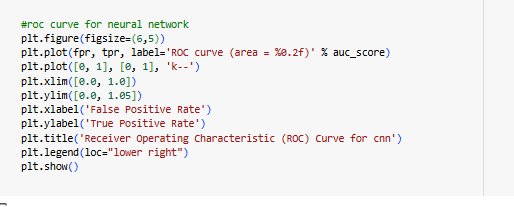 #roc curve for neural network
plt.figure(figsize=(6,5))
plt.plot(fpr, tpr, label='ROC curve (area = %0.2f)' % auc_score)
plt.plot([0, 1], [0, 1], 'k--')
plt.xlim([0.0, 1.0])
plt.ylim([0.0, 1.05])
plt.xlabel('False Positive Rate')
plt.ylabel('True Positive Rate')
plt.title('Receiver Operating Characteristic (ROC) Curve for cnn')
plt.legend(loc="lower right")
plt.show()